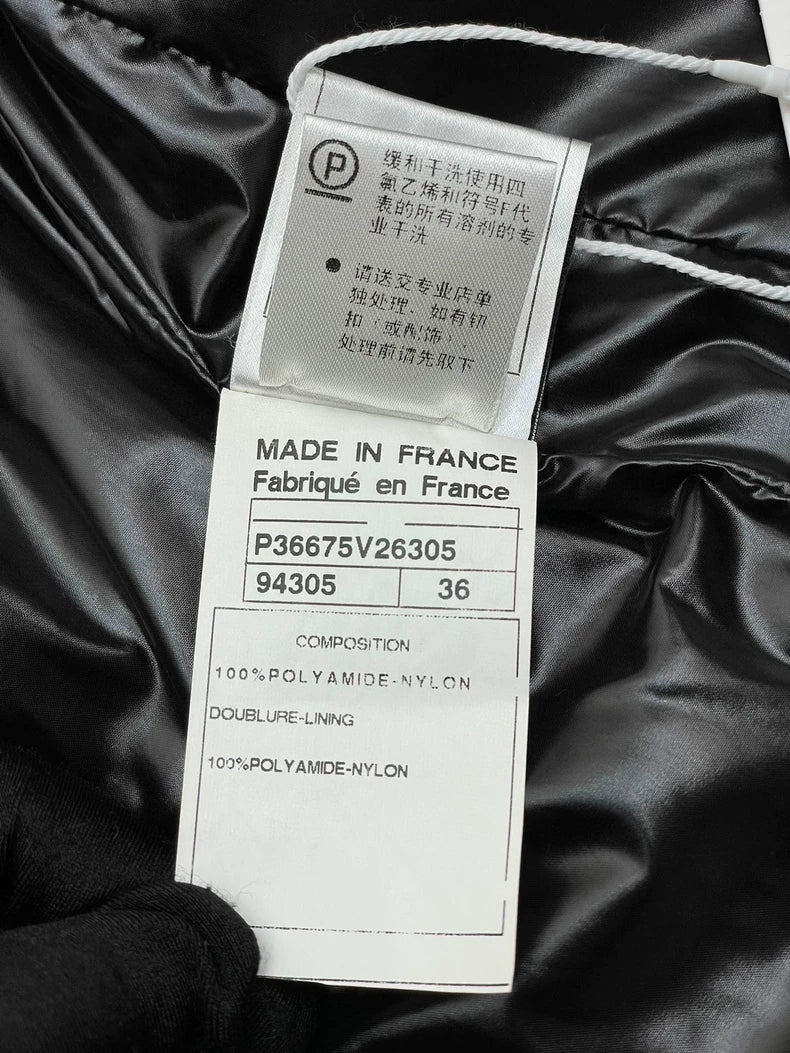 P
缓和干洗使用四
氯乙烯和符号F代
表的所有溶剂的专
业干洗
● 请送交专业店单
独处理、如有钮
扣（或配饰），
处理前请先取下
MADE IN FRANCE
Fabriqué en France
P36675V26305
94305 36
COMPOSITION
100%POLYAMIDE-NYLON
DOUBLURE-LINING
100%POLYAMIDE-NYLON